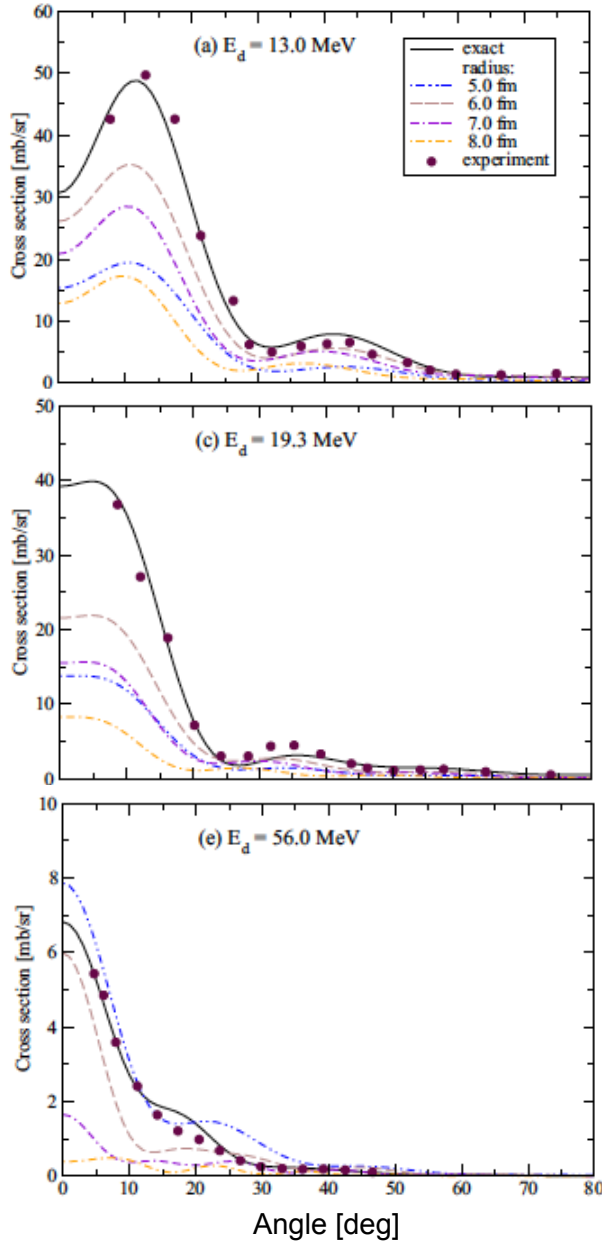 60
(a) E_d = 13.0 MeV
exact
radius:
5.0 fm
6.0 fm
7.0 fm
8.0 fm
experiment
50
40
30
20
10
0
Cross section [mb/sr]
50
(c) E_d = 19.3 MeV
40
30
20
10
0
Cross section [mb/sr]
10
(e) E_d = 56.0 MeV
8
6
4
2
0
Cross section [mb/sr]
0 10 20 30 40 50 60 70 80
Angle [deg]